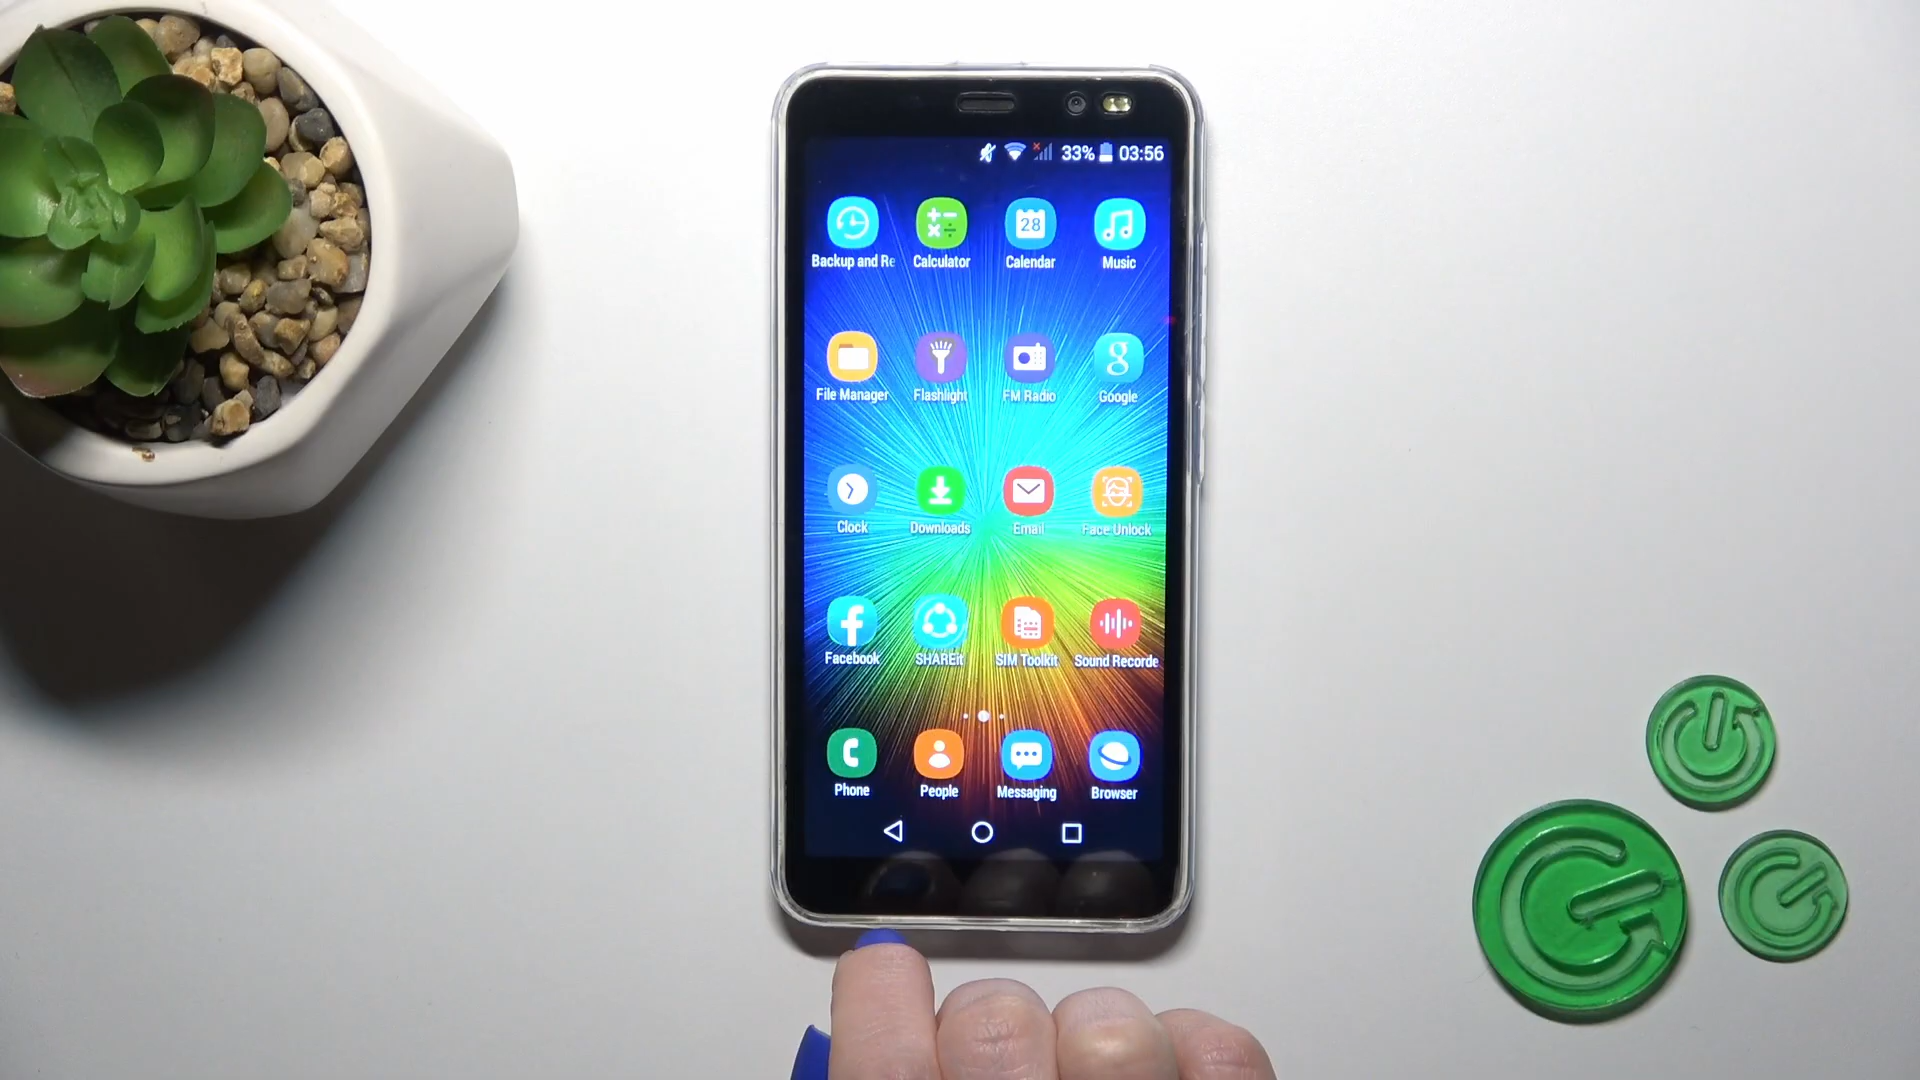 33% 03:56
28
Backup and Re Calculator Calendar Music
g
File Manager Flashlight FM Radio Google
Clock Downloads Email Face Unlock
f
Facebook SHAREit SIM Toolkit Sound Recorde
Phone People Messaging Browser